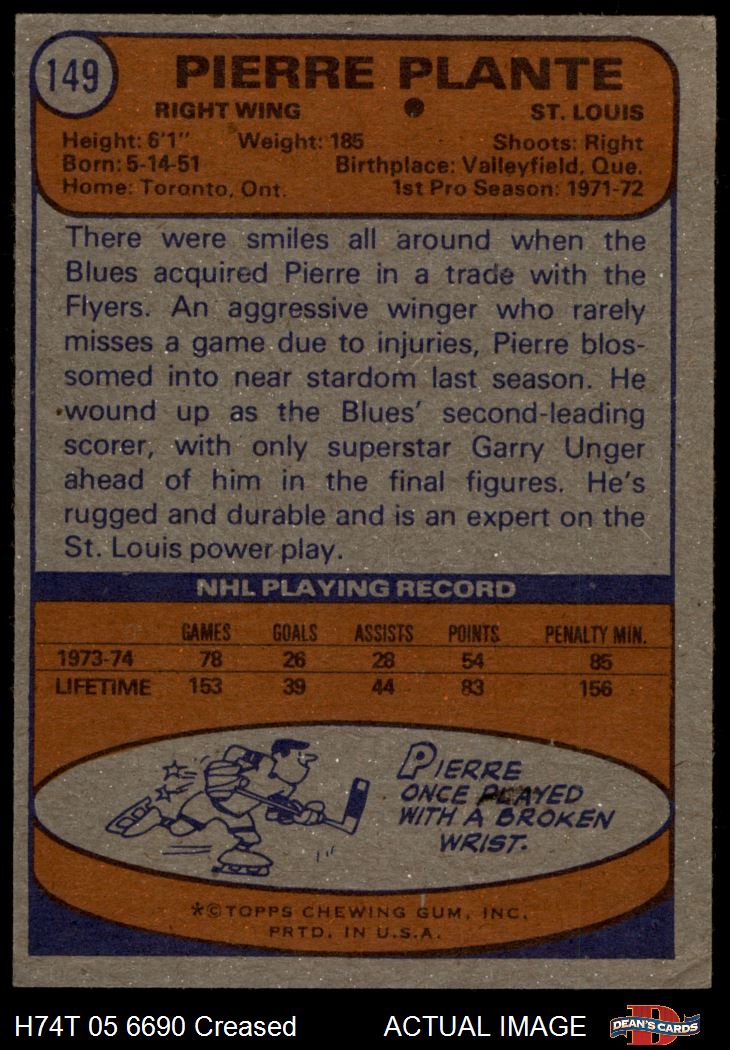 149
PIERRE PLANTE
RIGHT WING ST. LOUIS
Height: 6'1" Weight: 185 Shoots: Right
Born: 5-14-51 Birthplace: Valleyfield, Que.
Home: Toronto, Ont. 1st Pro Season: 1971-72
There were smiles all around when the
Blues acquired Pierre in a trade with the
Flyers. An aggressive winger who rarely
misses a game due to injuries, Pierre blos-
somed into near stardom last season. He
wound up as the Blues' second-leading
scorer, with only superstar Garry Unger
ahead of him in the final figures. He's
rugged and durable and is an expert on the
St. Louis power play.
NHL PLAYING RECORD
GAMES GOALS ASSISTS POINTS PENALTY MIN.
1973-74 78 26 28 54 85
LIFETIME 153 39 44 83 156
PIERRE
ONCE PLAYED
WITH A BROKEN
WRIST.
*©TOPPS CHEWING GUM, INC.
PRTD. IN U.S.A.
H74T 05 6690 Creased ACTUAL IMAGE
D
DEAN'S CARDS